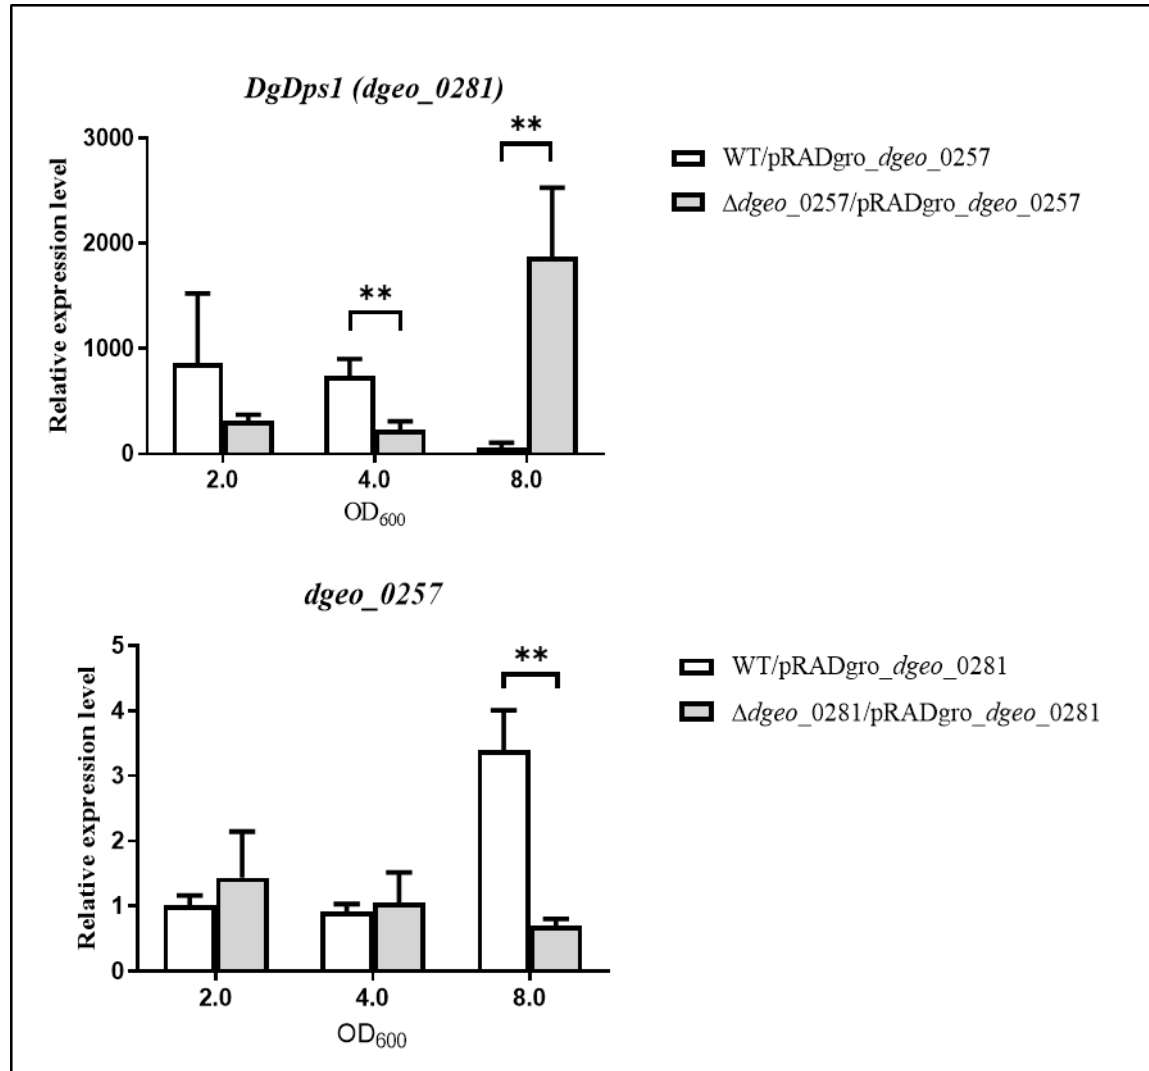 DgDps1 (dgeo_0281)
**
**
3000
2000
1000
0
Relative expression level
2.0 4.0 8.0
OD600
WT/pRADgro_dgeo_0257
Δdgeo_0257/pRADgro_dgeo_0257
dgeo_0257
**
5
4
3
2
1
0
Relative expression level
2.0 4.0 8.0
OD600
WT/pRADgro_dgeo_0281
Δdgeo_0281/pRADgro_dgeo_0281